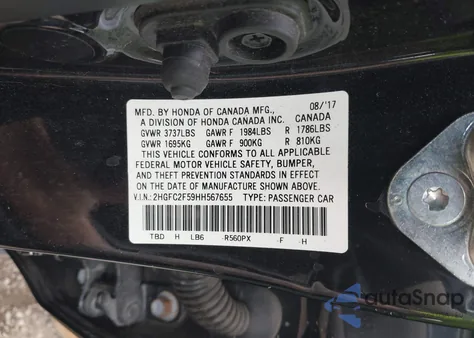 MFD. BY HONDA OF CANADA MFG., 08/'17
A DIVISION OF HONDA CANADA INC. CANADA
GVWR 3737LBS GAWR F 1984LBS R 1786LBS
GVWR 1695KG GAWR F 900KG R 810KG
THIS VEHICLE CONFORMS TO ALL APPLICABLE
FEDERAL MOTOR VEHICLE SAFETY, BUMPER,
AND THEFT PREVENTION STANDARDS IN EFFECT
ON THE DATE OF MANUFACTURE SHOWN ABOVE.
V.I.N.: 2HGFC2F59HH567655 TYPE: PASSENGER CAR
TBD H LB6 R560PX -F -H
autaSnap